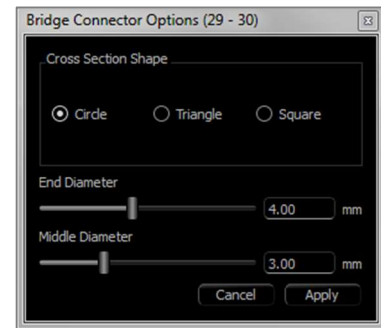 Bridge Connector Options (29 - 30)
Cross Section Shape
Circle Triangle Square
End Diameter
4.00 mm
Middle Diameter
3.00 mm
Cancel Apply